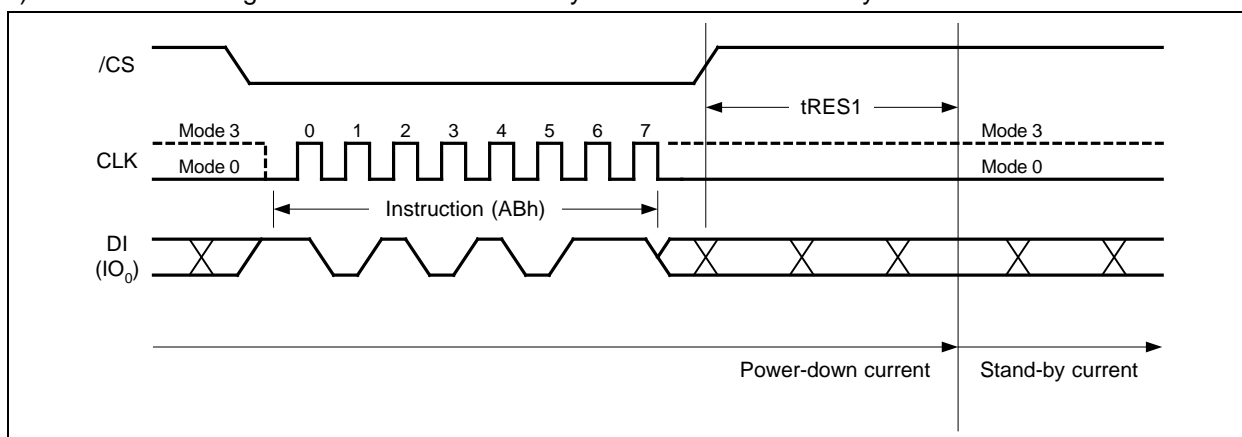 /CS
tRES1
Mode 3 0 1 2 3 4 5 6 7 Mode 3
CLK
Mode 0 Mode 0
Instruction (ABh)
DI
(IO0)
Power-down current Stand-by current